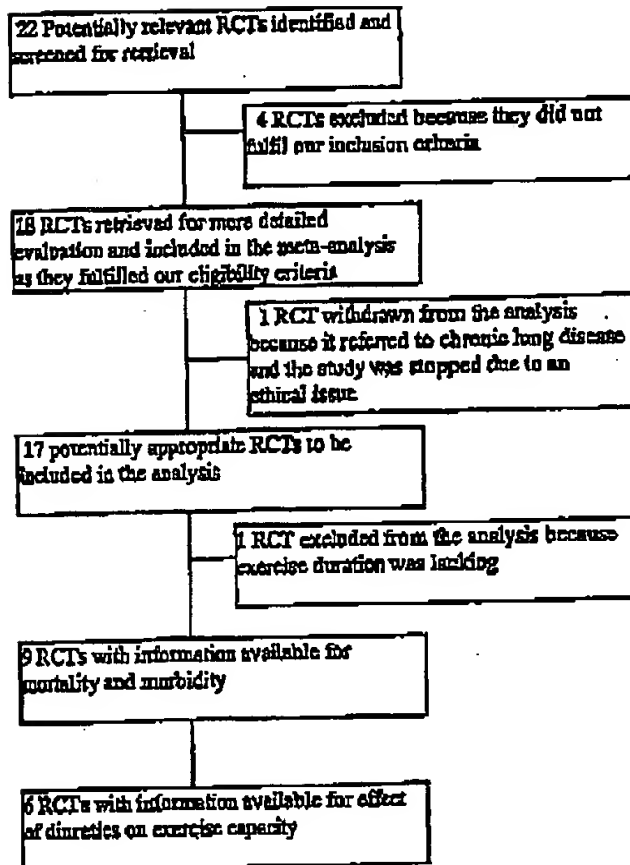 22 Potentially relevant RCTs identified and
screened for retrieval
4 RCTs excluded because they did not
fulfil our inclusion criteria
18 RCTs retrieved for more detailed
evaluation and included in the meta-analysis
as they fulfilled our eligibility criteria
1 RCT withdrawn from the analysis
because it referred to chronic lung disease
and the study was stopped due to an
ethical issue
17 potentially appropriate RCTs to be
included in the analysis
1 RCT excluded from the analysis because
exercise duration was lacking
9 RCTs with information available for
mortality and morbidity
6 RCTs with information available for effect
of diuretics on exercise capacity